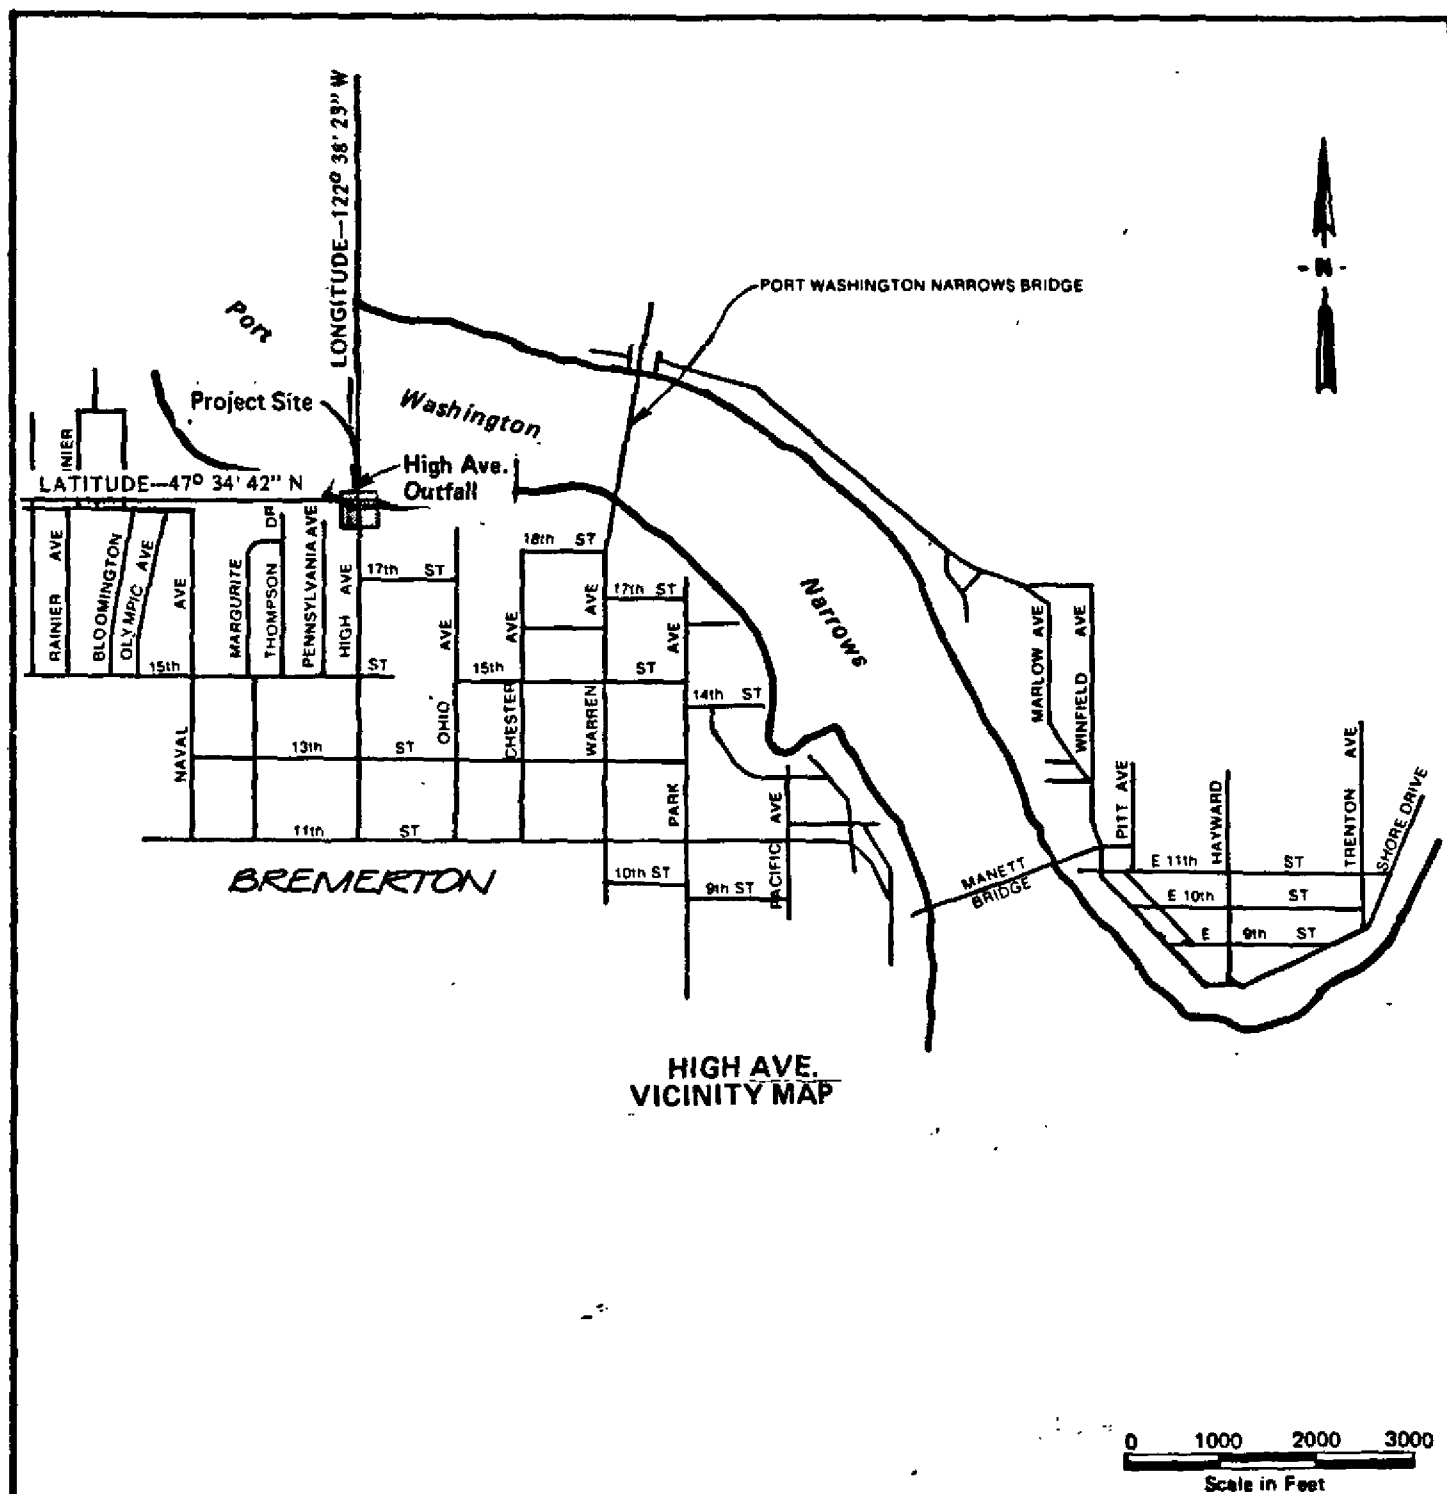 LONGITUDE—122° 38' 23" W
PORT WASHINGTON NARROWS BRIDGE
- N -
Port
Washington
Narrows
Project Site
High Ave.
Outfall
LATITUDE—47° 34' 42" N
INIER
RAINIER AVE
BLOOMINGTON
OLYMPIC AVE
NAVAL AVE
MARGURITE
THOMPSON DR
PENNSYLVANIA AVE
HIGH AVE
17th ST
OHIO AVE
CHESTER AVE
18th ST
WARREN AVE
17th ST
PARK AVE
15th ST
15th ST
14th ST
13th ST
11th ST
10th ST
9th ST
PACIFIC AVE
BREMERTON
MANETT
BRIDGE
MARLOW AVE
WINFIELD AVE
PITT AVE
HAYWARD
TRENTON AVE
SHORE DRIVE
E 11th ST
E 10th ST
E 9th ST
HIGH AVE.
VICINITY MAP
0 1000 2000 3000
Scale in Feet